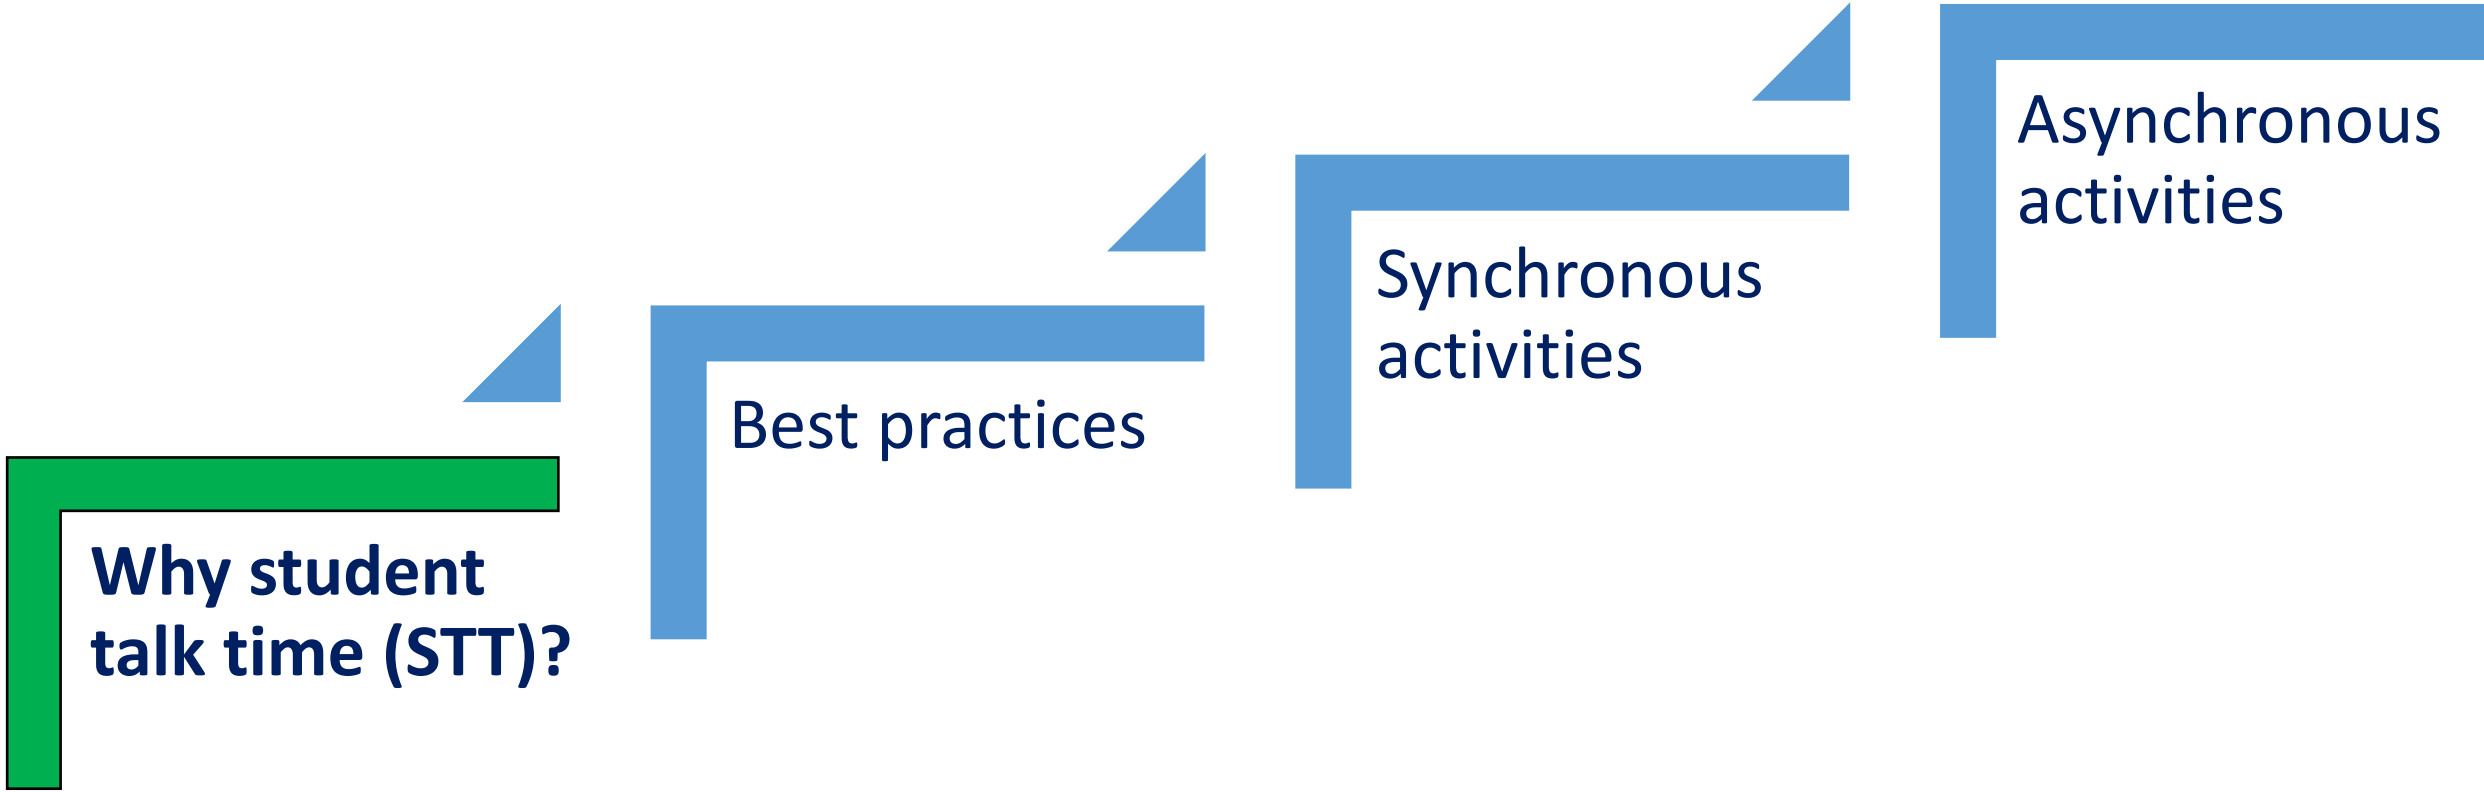 Why student
talk time (STT)?
Best practices
Synchronous
activities
Asynchronous
activities